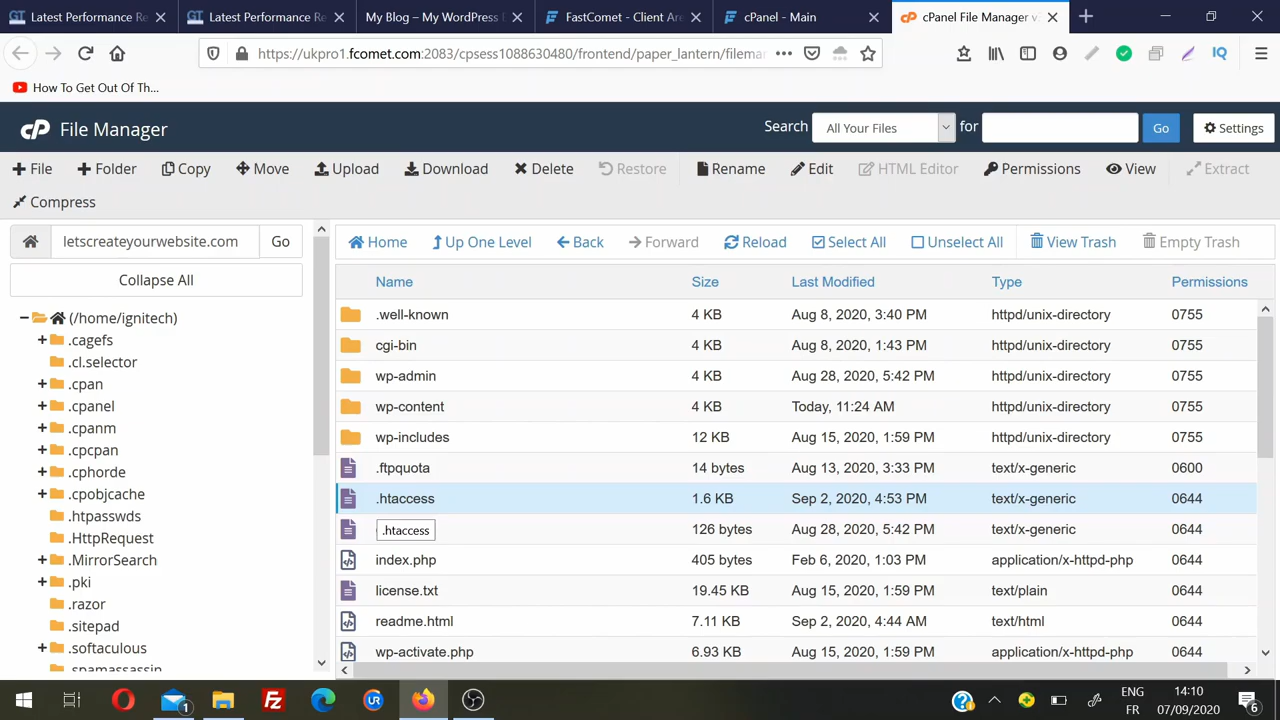 Latest Performance Re
Latest Performance Re
My Blog – My WordPress
FastComet - Client Are
cPanel - Main
cPanel File Manager v
https://ukpro1.fcomet.com:2083/cpsess1088630480/frontend/paper_lantern/filema
IQ
How To Get Out Of Th...
cP File Manager
Search All Your Files for Go Settings
File Folder Copy Move Upload Download Delete Restore Rename Edit HTML Editor Permissions View Extract
Compress
letscreateyourwebsite.com Go
Home Up One Level Back Forward Reload Select All Unselect All View Trash Empty Trash
Collapse All
Name Size Last Modified Type Permissions
(/home/ignitech)
.cagefs
.cl.selector
.cpan
.cpanel
.cpanm
.cpcpan
.cphorde
.cpobjcache
.htpasswds
.HttpRequest
.MirrorSearch
.pki
.razor
.sitepad
.softaculous
.spamassassin
.well-known 4 KB Aug 8, 2020, 3:40 PM httpd/unix-directory 0755
cgi-bin 4 KB Aug 8, 2020, 1:43 PM httpd/unix-directory 0755
wp-admin 4 KB Aug 28, 2020, 5:42 PM httpd/unix-directory 0755
wp-content 4 KB Today, 11:24 AM httpd/unix-directory 0755
wp-includes 12 KB Aug 15, 2020, 1:59 PM httpd/unix-directory 0755
.ftpquota 14 bytes Aug 13, 2020, 3:33 PM text/x-generic 0600
.htaccess 1.6 KB Sep 2, 2020, 4:53 PM text/x-generic 0644
.htaccess 126 bytes Aug 28, 2020, 5:42 PM text/x-generic 0644
index.php 405 bytes Feb 6, 2020, 1:03 PM application/x-httpd-php 0644
license.txt 19.45 KB Aug 15, 2020, 1:59 PM text/plain 0644
readme.html 7.11 KB Sep 2, 2020, 4:44 AM text/html 0644
wp-activate.php 6.93 KB Aug 15, 2020, 1:59 PM application/x-httpd-php 0644
1
UR
ENG
FR
14:10
07/09/2020
6